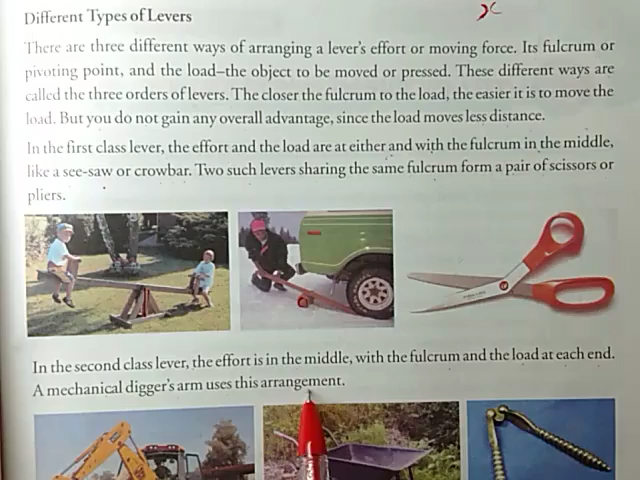 Different Types of Levers
There are three different ways of arranging a lever's effort or moving force. Its fulcrum or
pivoting point, and the load–the object to be moved or pressed. These different ways are
called the three orders of levers. The closer the fulcrum to the load, the easier it is to move the
load. But you do not gain any overall advantage, since the load moves less distance.
In the first class lever, the effort and the load are at either and with the fulcrum in the middle,
like a see-saw or crowbar. Two such levers sharing the same fulcrum form a pair of scissors or
pliers.
In the second class lever, the effort is in the middle, with the fulcrum and the load at each end.
A mechanical digger's arm uses this arrangement.